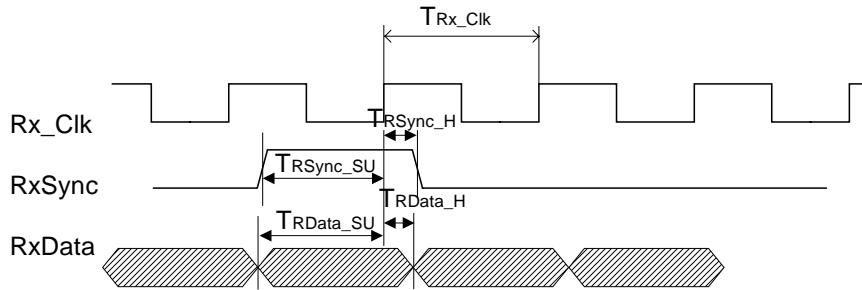 TRx_Clk
Rx_Clk
TRSync_H
RxSync
TRSync_SU
TRData_H
RxData
TRData_SU